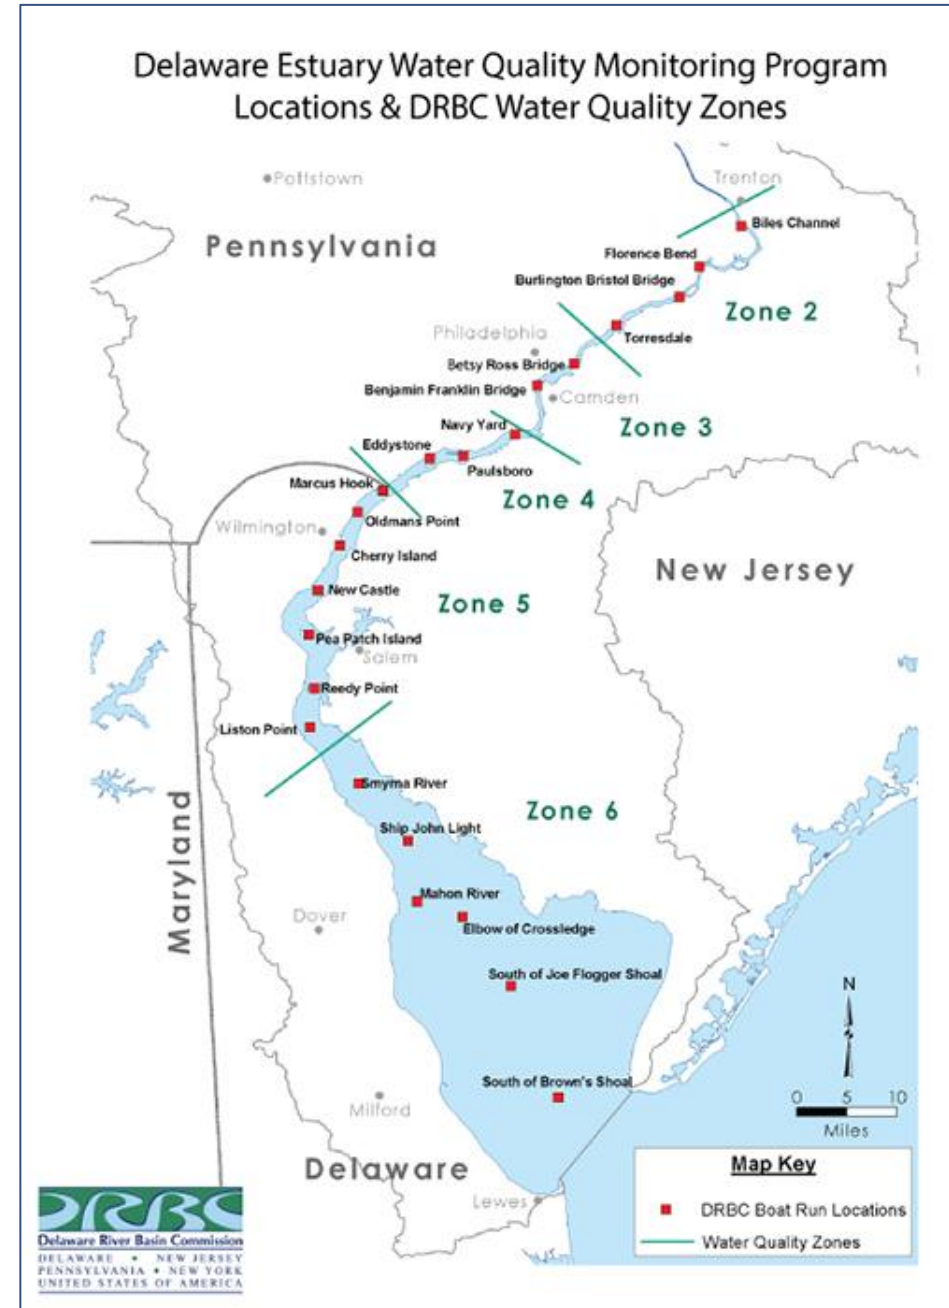 Delaware Estuary Water Quality Monitoring Program
Locations & DRBC Water Quality Zones
Pottstown
Trenton
Biles Channel
Pennsylvania
Florence Bend
Burlington Bristol Bridge
Zone 2
Philadelphia
Torresdale
Betsy Ross Bridge
Benjamin Franklin Bridge
Camden
Navy Yard
Zone 3
Eddystone
Paulsboro
Marcus Hook
Zone 4
Oldmans Point
Wilmington
Cherry Island
New Jersey
New Castle
Zone 5
Pea Patch Island
Salem
Reedy Point
Liston Point
Smyrna River
Zone 6
Ship John Light
Maryland
Mahon River
Dover
Elbow of Crossledge
South of Joe Flogger Shoal
N
South of Brown's Shoal
0 5 10
Miles
Milford
Delaware
Lewes
Map Key
DRBC Boat Run Locations
Water Quality Zones
DRBC
Delaware River Basin Commission
DELAWARE • NEW JERSEY
PENNSYLVANIA • NEW YORK
UNITED STATES OF AMERICA